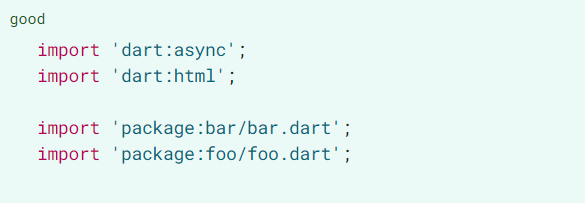 good
import 'dart:async';
import 'dart:html';
import 'package:bar/bar.dart';
import 'package:foo/foo.dart';